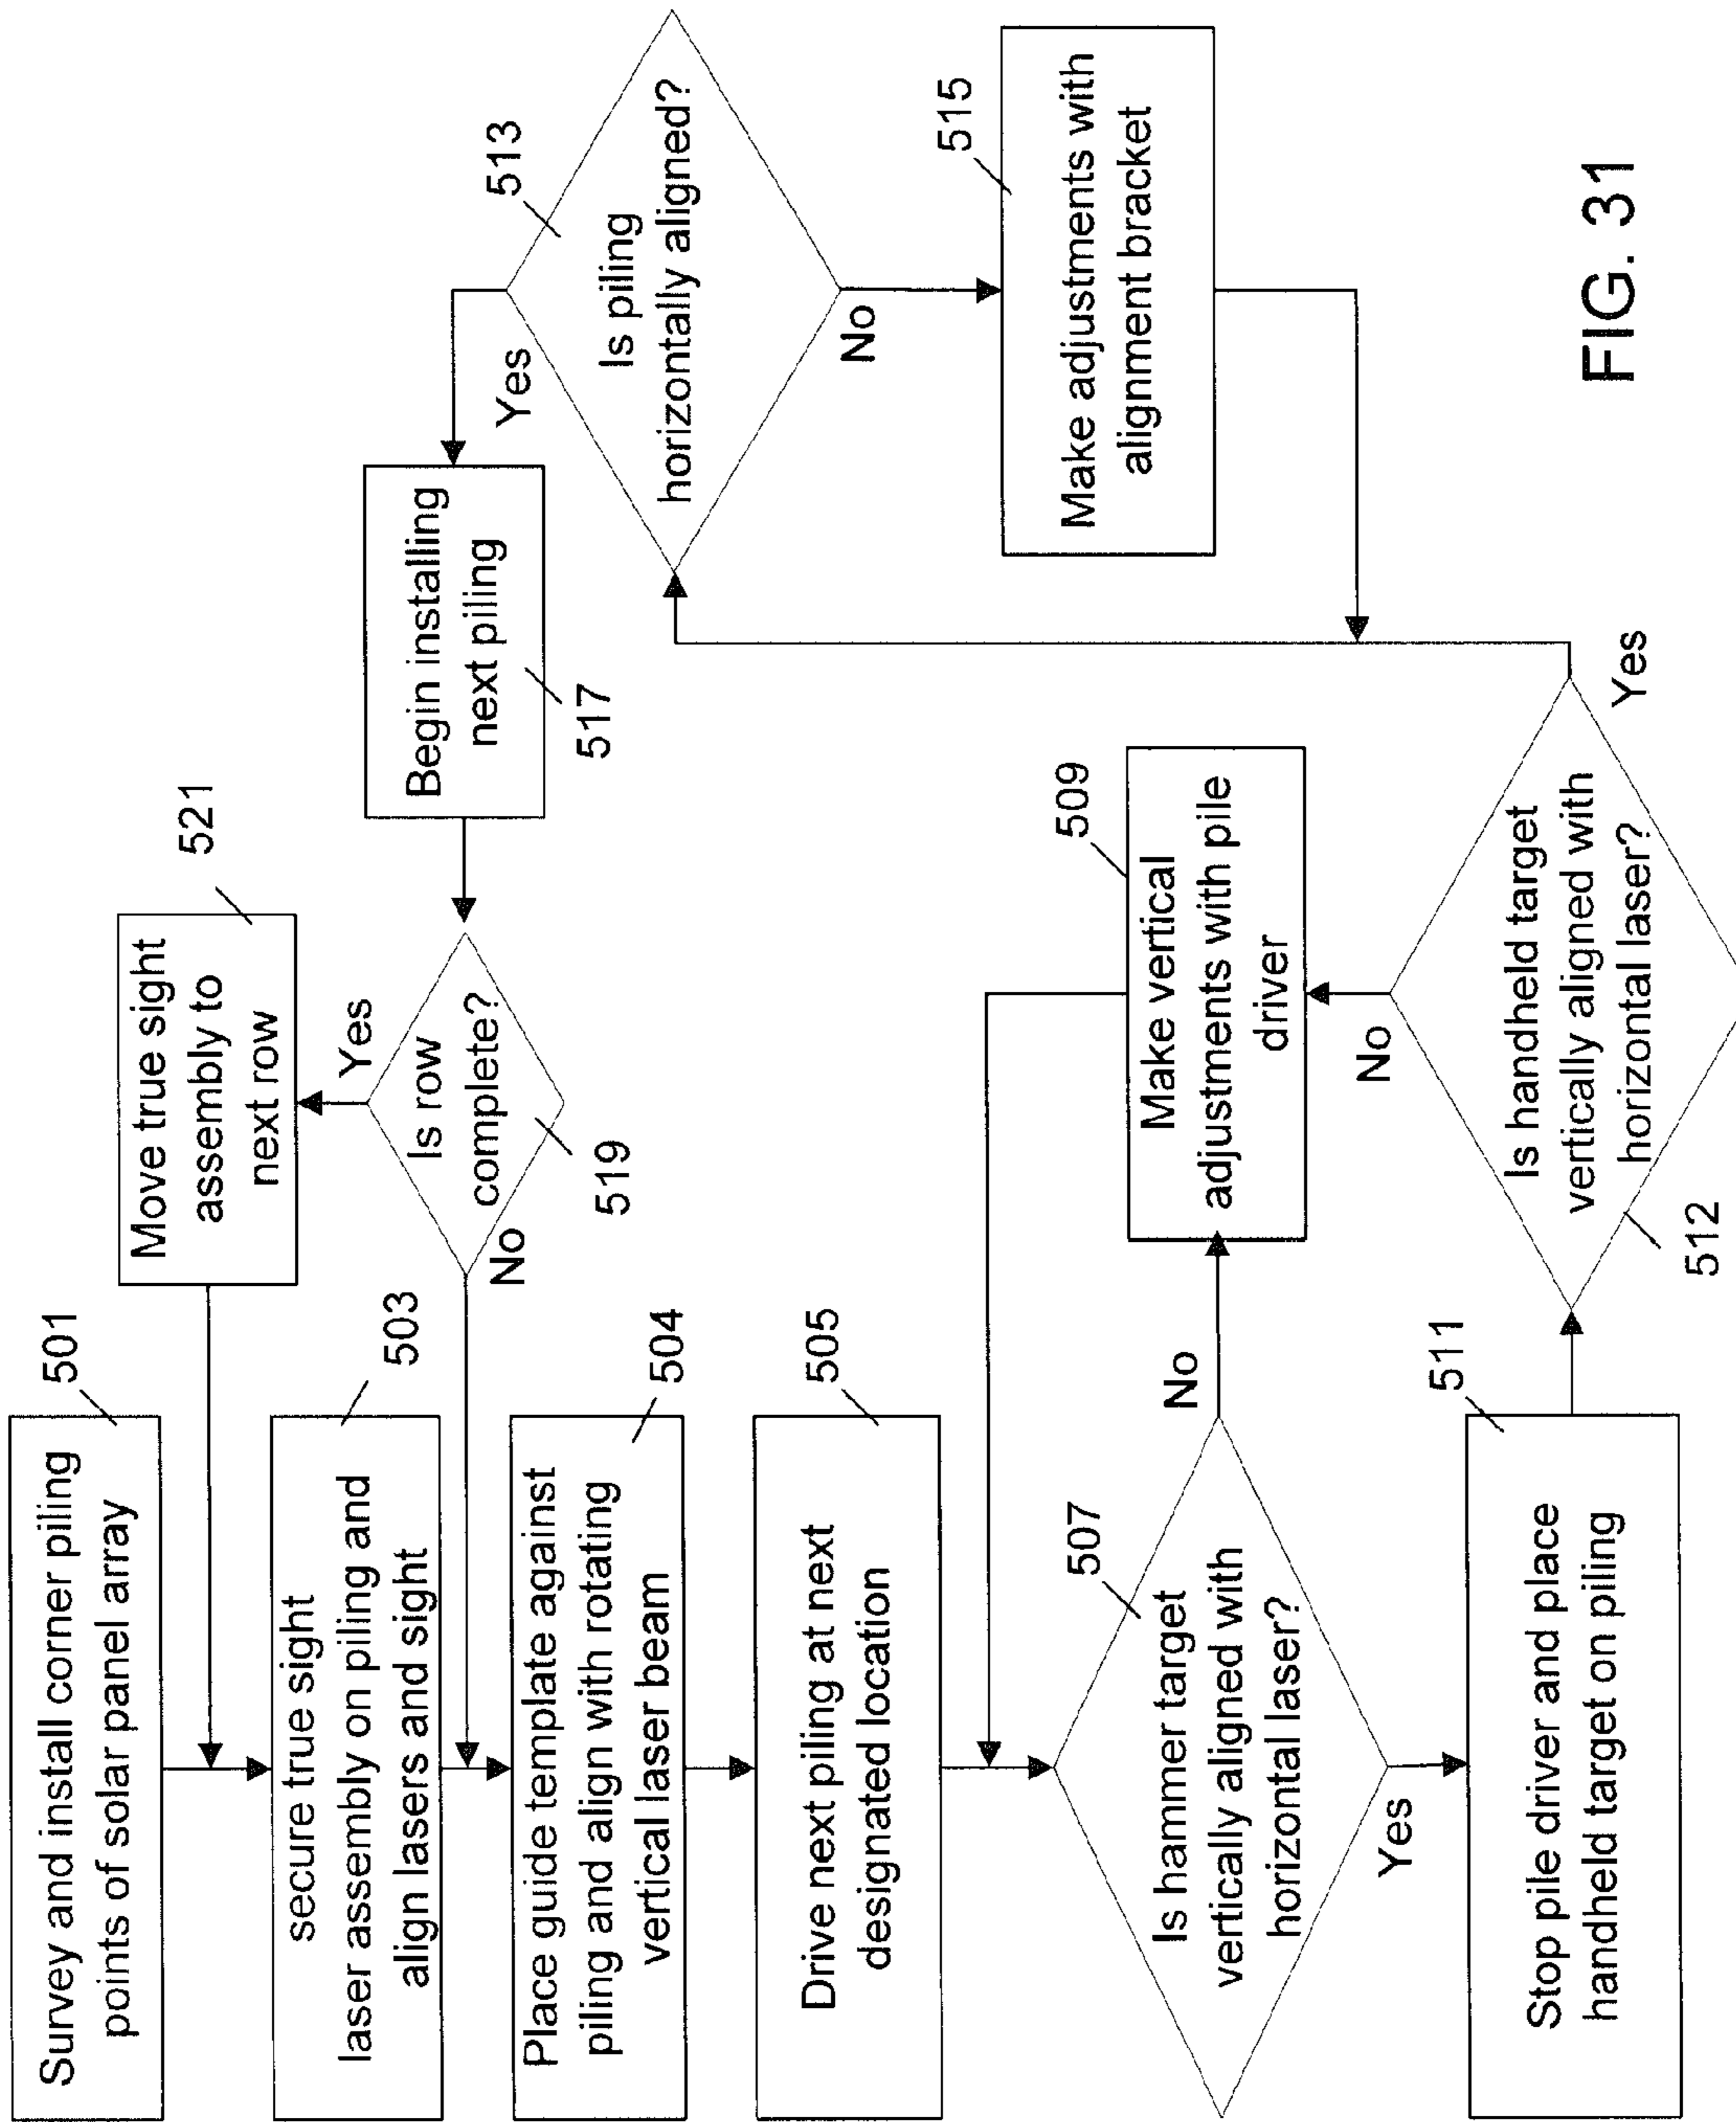 Survey and install corner piling
points of solar panel array
501
secure true sight
laser assembly on piling and
align lasers and sight
503
Place guide template against
piling and align with rotating
vertical laser beam
504
Drive next piling at next
designated location
505
Is hammer target
vertically aligned with
horizontal laser?
507
No
Yes
Stop pile driver and place
handheld target on piling
511
Move true sight
assembly to
next row
521
Yes
Is row
complete?
519
No
Make vertical
adjustments with pile
driver
509
No
Is handheld target
vertically aligned with
horizontal laser?
512
Yes
Begin installing
next piling
517
Yes
Is piling
horizontally aligned?
513
No
Make adjustments with
alignment bracket
515
FIG. 31